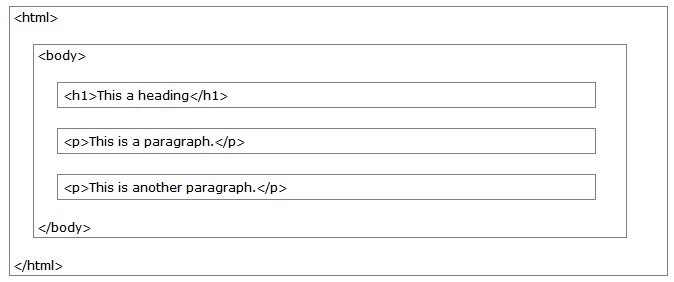 <html>
<body>
<h1>This a heading</h1>
<p>This is a paragraph.</p>
<p>This is another paragraph.</p>
</body>
</html>